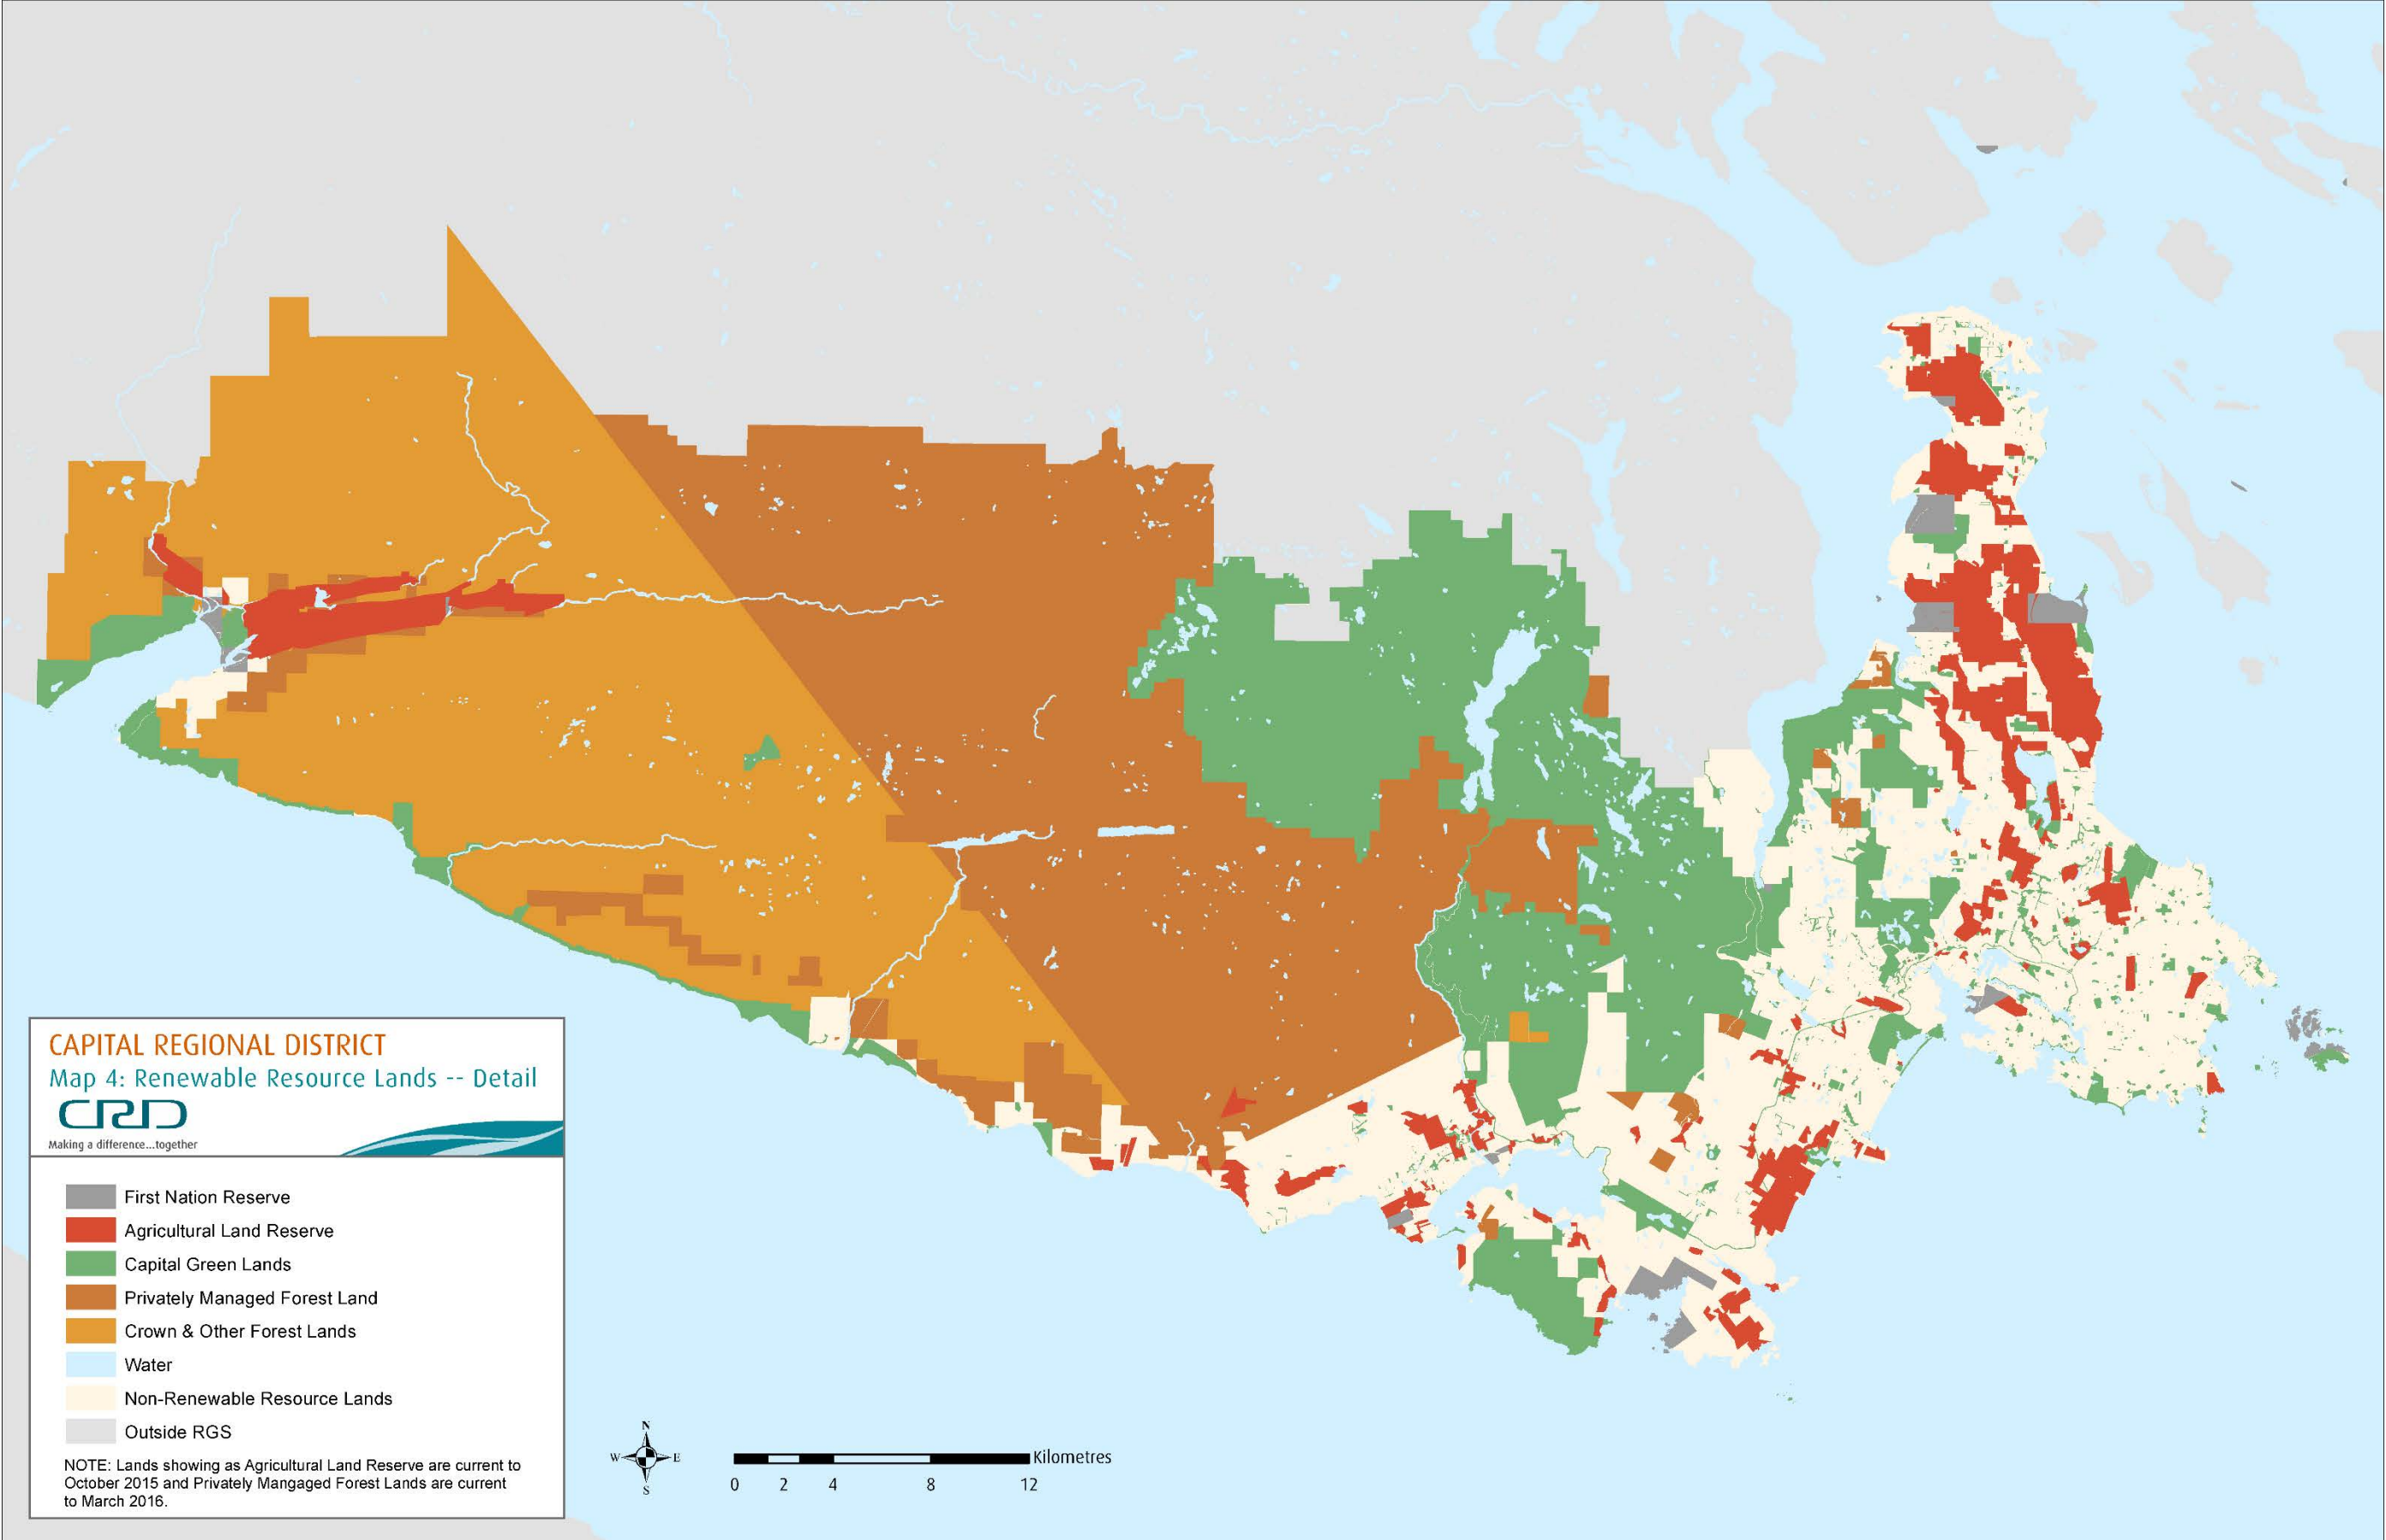 CAPITAL REGIONAL DISTRICT
Map 4: Renewable Resource Lands -- Detail
CRD
Making a difference...together
First Nation Reserve
Agricultural Land Reserve
Capital Green Lands
Privately Managed Forest Land
Crown & Other Forest Lands
Water
Non-Renewable Resource Lands
Outside RGS
NOTE: Lands showing as Agricultural Land Reserve are current to
October 2015 and Privately Mangaged Forest Lands are current
to March 2016.
N
W E
S
Kilometres
0 2 4 8 12